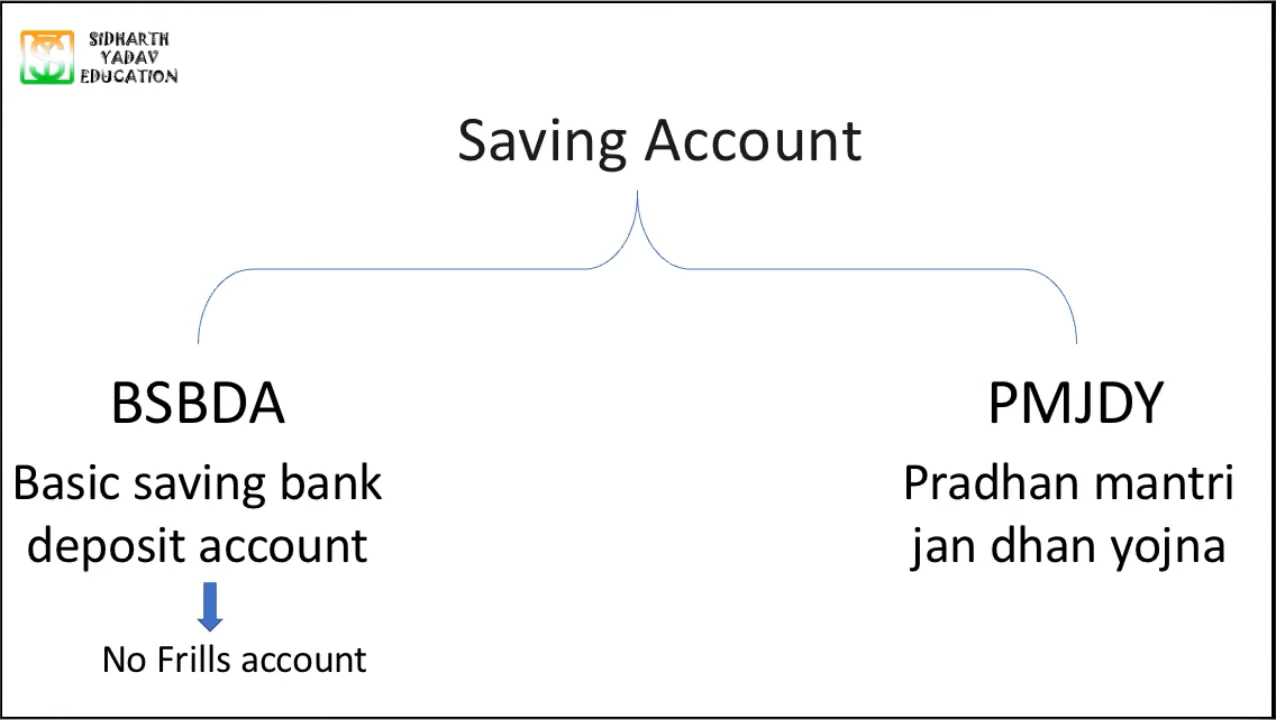 SIDHARTH
YADAV
EDUCATION
Saving Account
BSBDA
Basic saving bank
deposit account
No Frills account
PMJDY
Pradhan mantri
jan dhan yojna